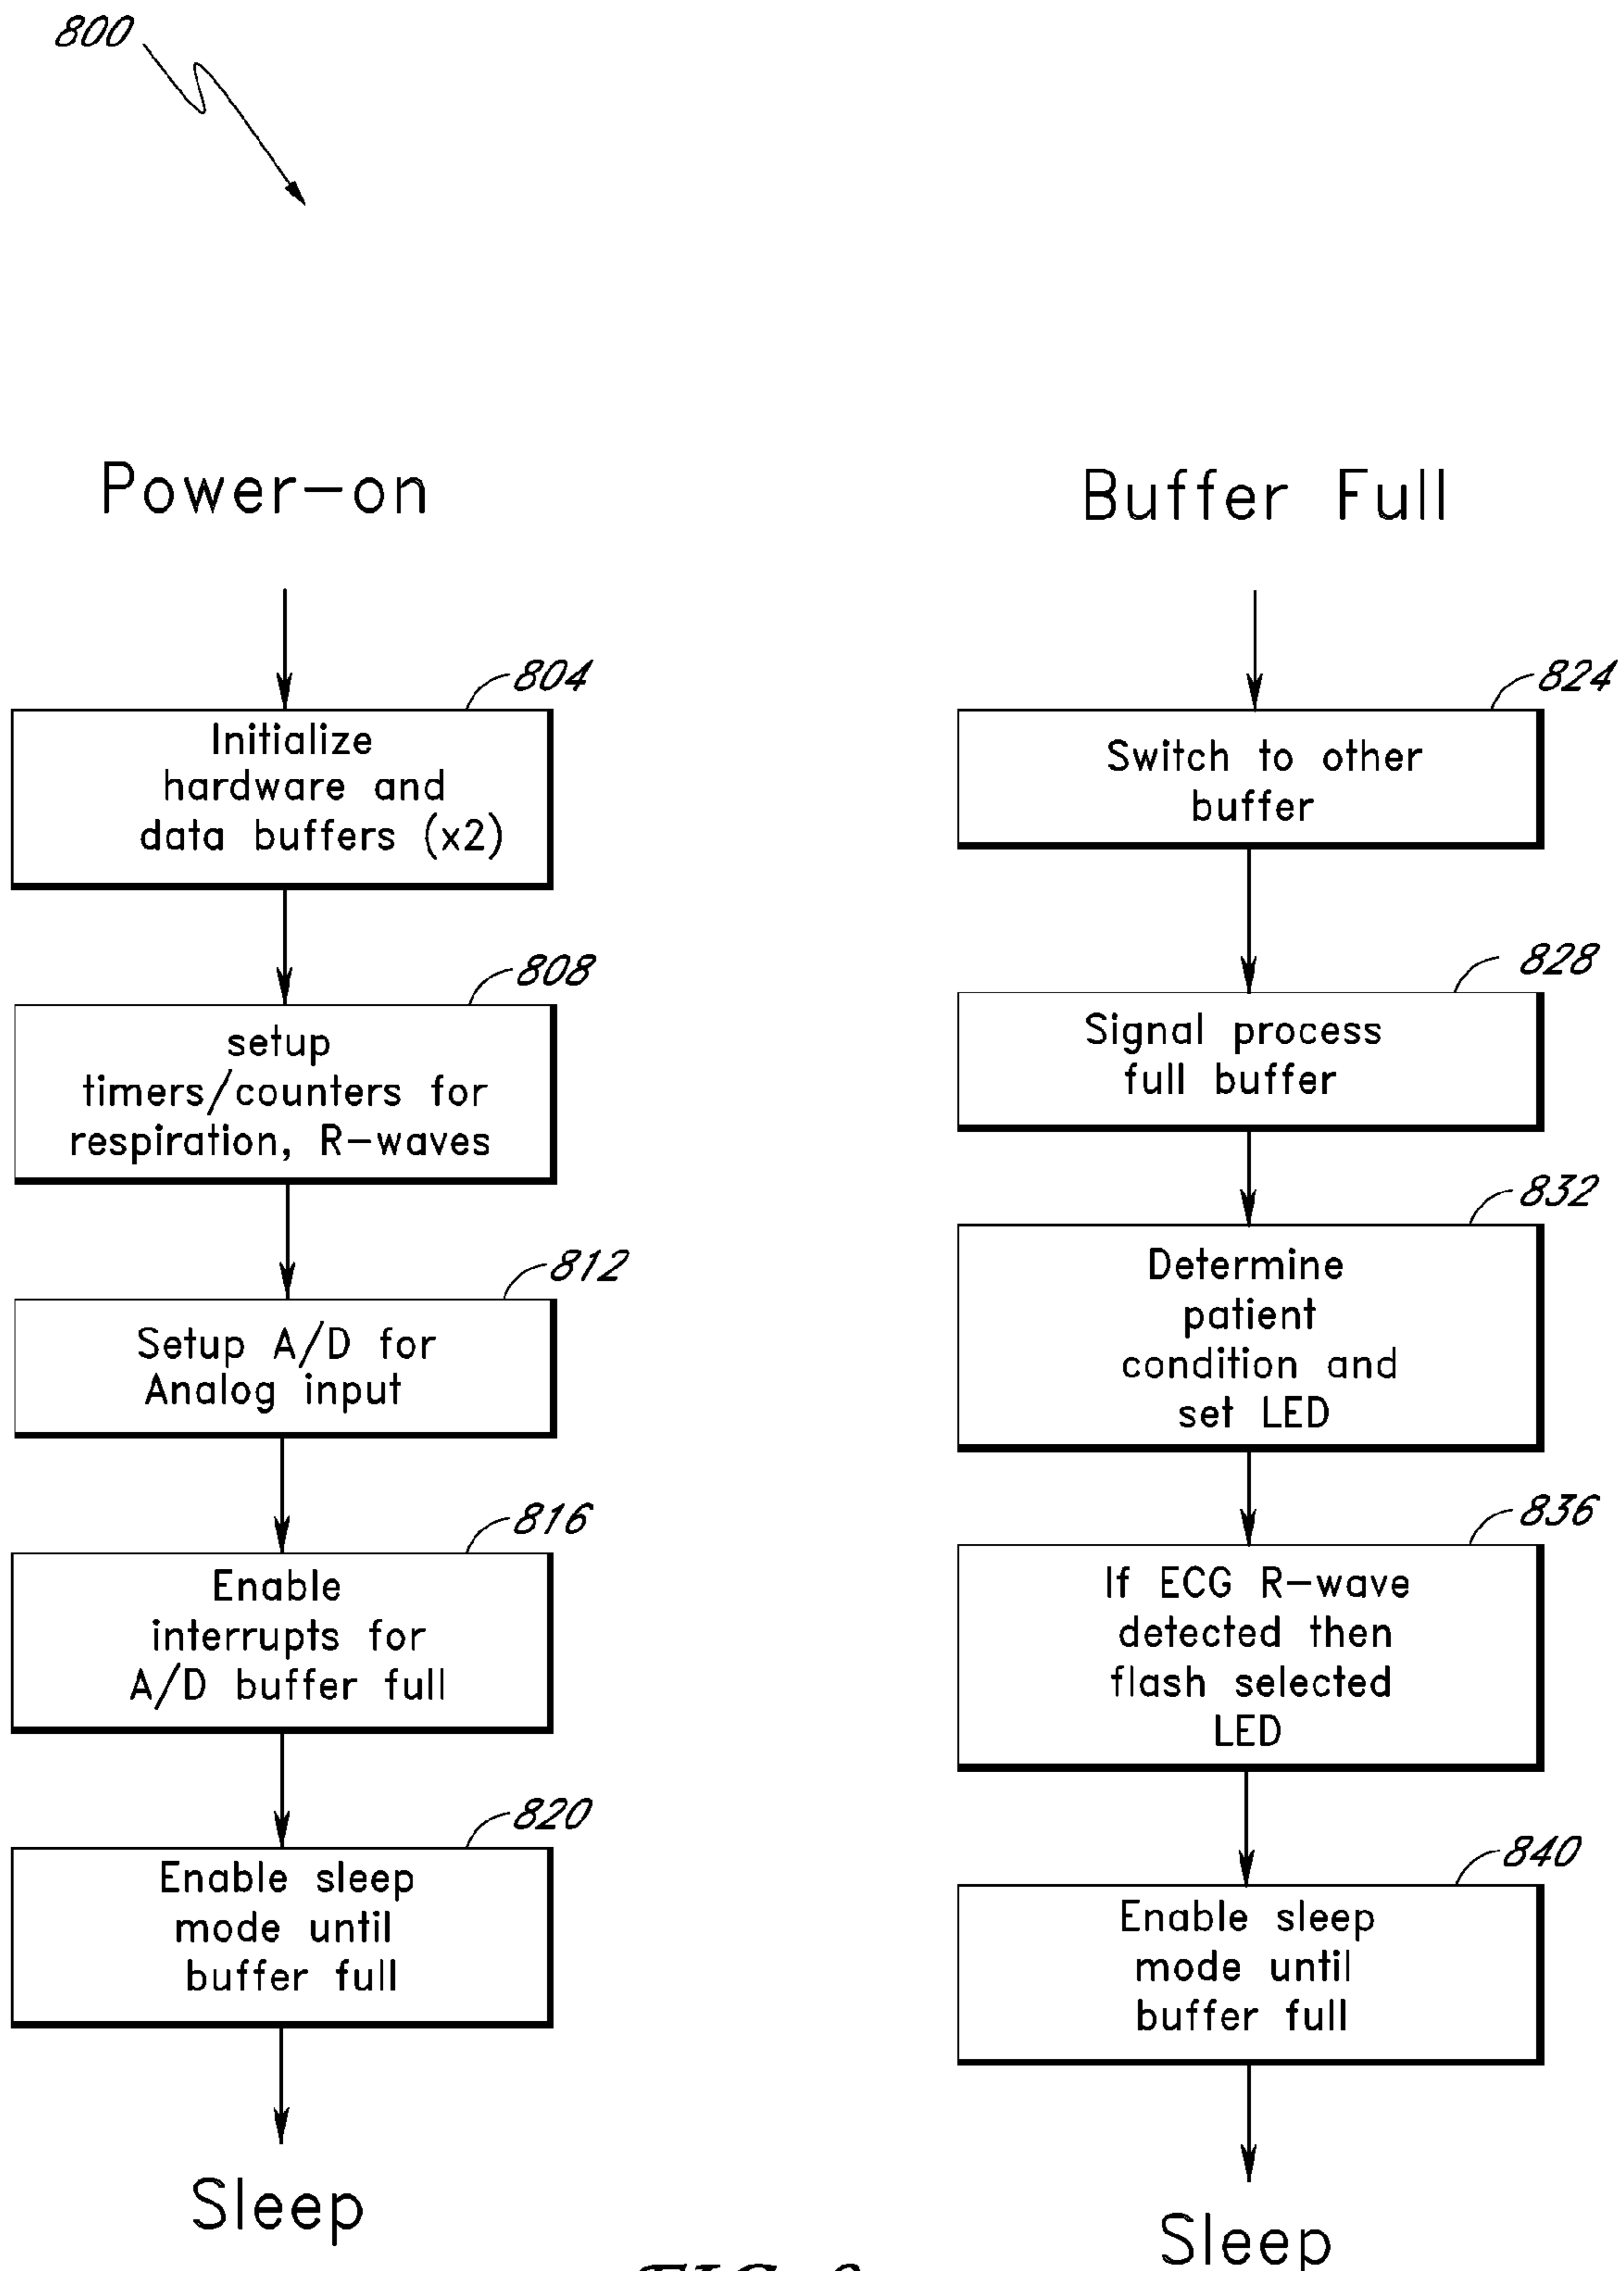 800
Power-on
804
Initialize
hardware and
data buffers (x2)
808
setup
timers/counters for
respiration, R-waves
812
Setup A/D for
Analog input
816
Enable
interrupts for
A/D buffer full
820
Enable sleep
mode until
buffer full
Sleep
Buffer Full
824
Switch to other
buffer
828
Signal process
full buffer
832
Determine
patient
condition and
set LED
836
If ECG R-wave
detected then
flash selected
LED
840
Enable sleep
mode until
buffer full
Sleep